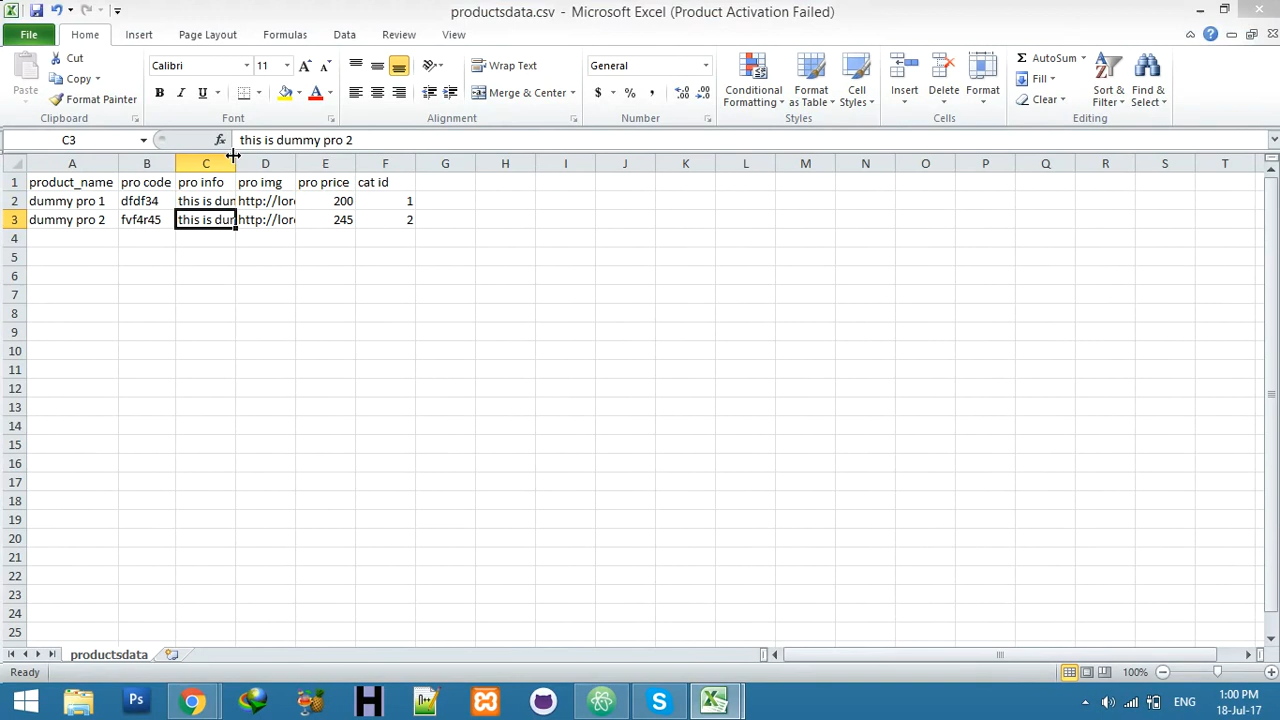 productsdata.csv - Microsoft Excel (Product Activation Failed)
File Home Insert Page Layout Formulas Data Review View
Paste Cut Copy Format Painter Clipboard
Calibri 11 B I U A Font
Wrap Text Merge & Center Alignment
General $ % , Number
Conditional Formatting Format as Table Cell Styles Styles
Insert Delete Format Cells
Σ AutoSum Fill Clear Sort & Filter Find & Select Editing
C3 fx this is dummy pro 2
A B C D E F G H I J K L M N O P Q R S T
1 product_name pro code pro info pro img pro price cat id
2 dummy pro 1 dfdf34 this is dun http://lore 200 1
3 dummy pro 2 fvf4r45 this is dur http://lore 245 2
4
5
6
7
8
9
10
11
12
13
14
15
16
17
18
19
20
21
22
23
24
25
productsdata
Ready 100%
Ps H S ENG 1:00 PM
18-Jul-17